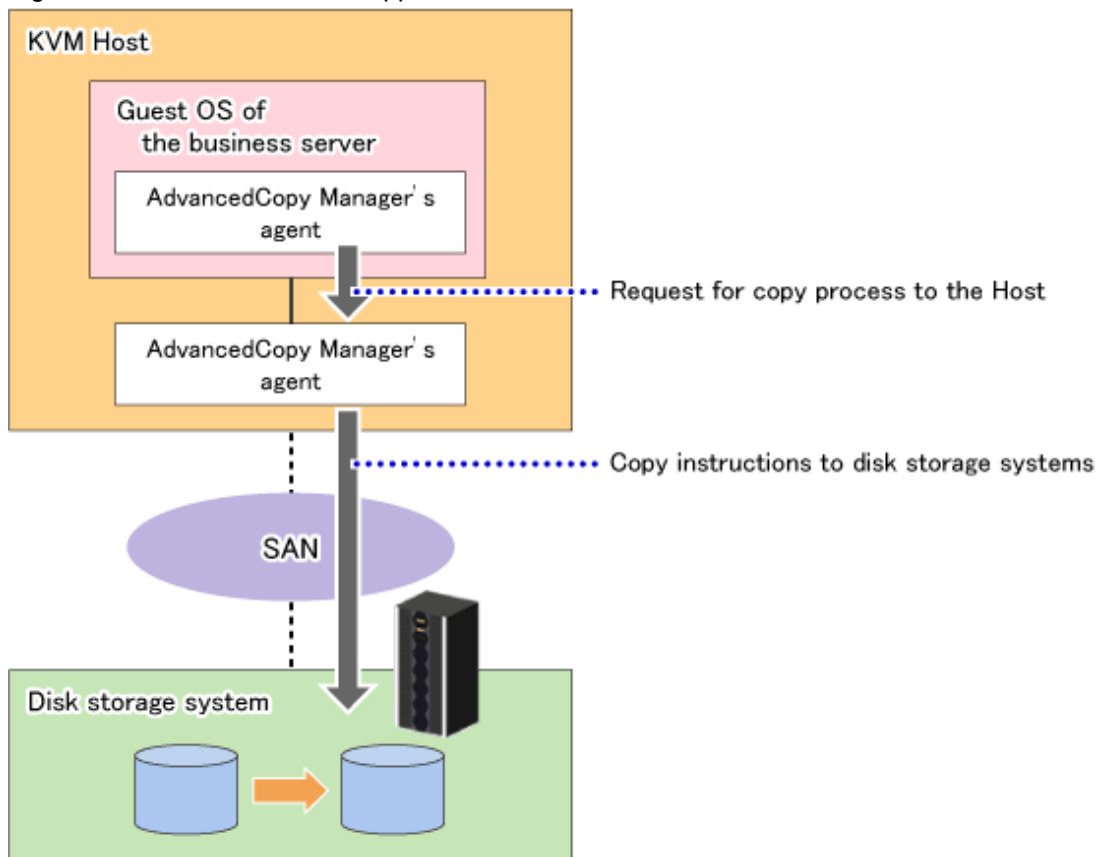 KVM Host
Guest OS of
the business server
AdvancedCopy Manager's
agent
Request for copy process to the Host
AdvancedCopy Manager's
agent
Copy instructions to disk storage systems
SAN
Disk storage system